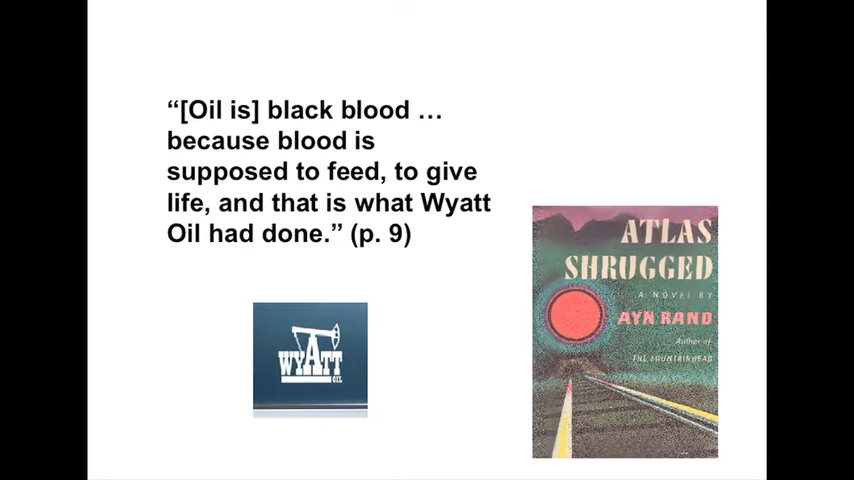 “[Oil is] black blood …
because blood is
supposed to feed, to give
life, and that is what Wyatt
Oil had done.” (p. 9)
ATLAS
SHRUGGED
A NOVEL BY
AYN RAND
Author of
THE FOUNTAINHEAD
WYATT
OIL